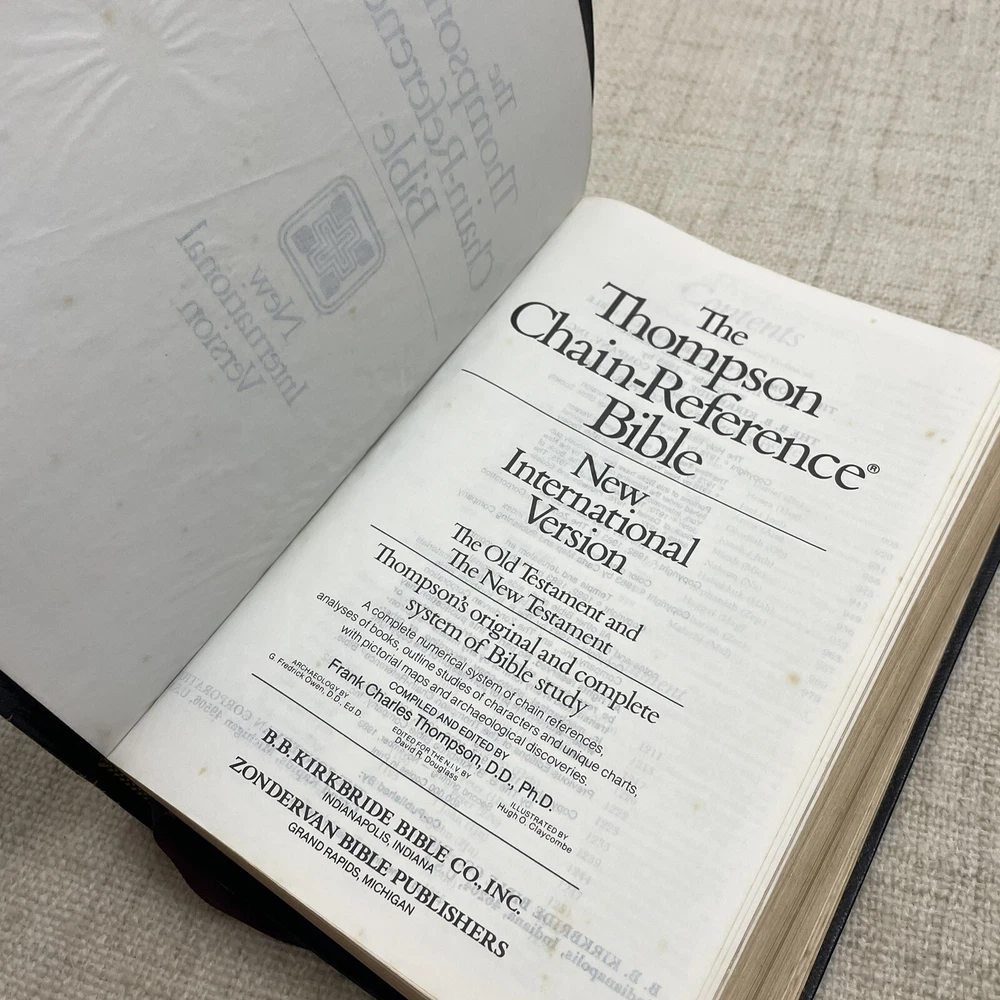 The
Thompson
Chain-Reference
Bible
New
International
Version
The
Thompson
Chain-Reference®
Bible
New
International
Version
The Old Testament and
The New Testament
Thompson's original and complete
system of Bible study
A complete numerical system of chain references,
analyses of books, outline studies of characters and unique charts,
with pictorial maps and archaeological discoveries.
COMPILED AND EDITED BY
Frank Charles Thompson, D.D., Ph.D.
ARCHAEOLOGY BY
G. Fredrick Owen, D.D., Ed.D.
EDITED FOR THE N.I.V. BY
David R. Douglass
ILLUSTRATED BY
Hugh O. Claycombe
B.B. KIRKBRIDE BIBLE CO., INC.
INDIANAPOLIS, INDIANA
ZONDERVAN BIBLE PUBLISHERS
GRAND RAPIDS, MICHIGAN